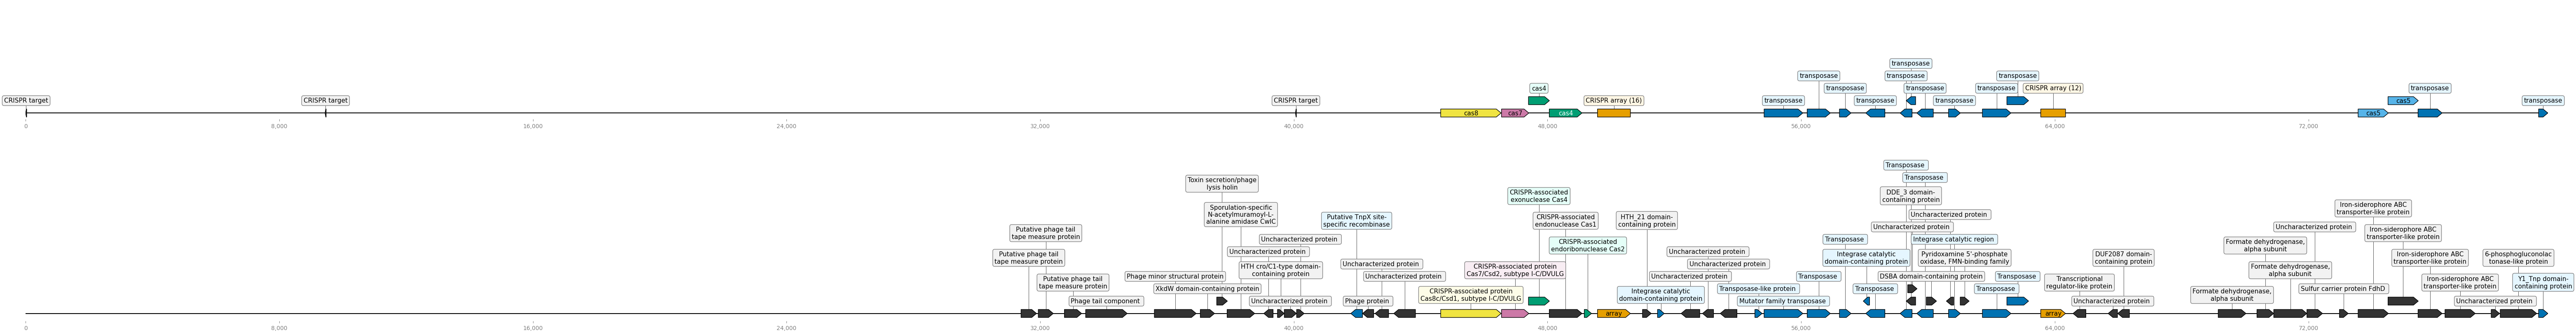 transposase
transposase
transposase
transposase
cas4
transposase
transposase
transposase
CRISPR array (12)
transposase
CRISPR target
CRISPR target
CRISPR target
CRISPR array (16)
transposase
transposase
transposase
transposase
transposase
cas5
cas8
cas7
cas4
cas5
0
8,000
16,000
24,000
32,000
40,000
48,000
56,000
64,000
72,000
Transposase
Transposase
Toxin secretion/phage
lysis holin
CRISPR-associated
exonuclease Cas4
DDE_3 domain-
containing protein
Iron-siderophore ABC
transporter-like protein
Sporulation-specific
N-acetylmuramoyl-L-
alanine amidase CwlC
Putative TnpX site-
specific recombinase
CRISPR-associated
endonuclease Cas1
HTH_21 domain-
containing protein
Uncharacterized protein
Putative phage tail
tape measure protein
Uncharacterized protein
Uncharacterized protein
Iron-siderophore ABC
transporter-like protein
Uncharacterized protein
CRISPR-associated
endoribonuclease Cas2
Transposase
Integrase catalytic region
Formate dehydrogenase,
alpha subunit
Putative phage tail
tape measure protein
Uncharacterized protein
Uncharacterized protein
Integrase catalytic
domain-containing protein
Pyridoxamine 5'-phosphate
oxidase, FMN-binding family
DUF2087 domain-
containing protein
Iron-siderophore ABC
transporter-like protein
6-phosphogluconolac
tonase-like protein
HTH cro/C1-type domain-
containing protein
Uncharacterized protein
CRISPR-associated protein
Cas7/Csd2, subtype I-C/DVULG
Uncharacterized protein
Formate dehydrogenase,
alpha subunit
Putative phage tail
tape measure protein
Phage minor structural protein
Uncharacterized protein
Uncharacterized protein
Transposase
DSBA domain-containing protein
Transposase
Transcriptional
regulator-like protein
Iron-siderophore ABC
transporter-like protein
Y1_Tnp domain-
containing protein
XkdW domain-containing protein
CRISPR-associated protein
Cas8c/Csd1, subtype I-C/DVULG
Integrase catalytic
domain-containing protein
Transposase-like protein
Transposase
Transposase
Formate dehydrogenase,
alpha subunit
Sulfur carrier protein FdhD
Phage tail component
Uncharacterized protein
Phage protein
Mutator family transposase
Uncharacterized protein
Uncharacterized protein
array
array
0
8,000
16,000
24,000
32,000
40,000
48,000
56,000
64,000
72,000